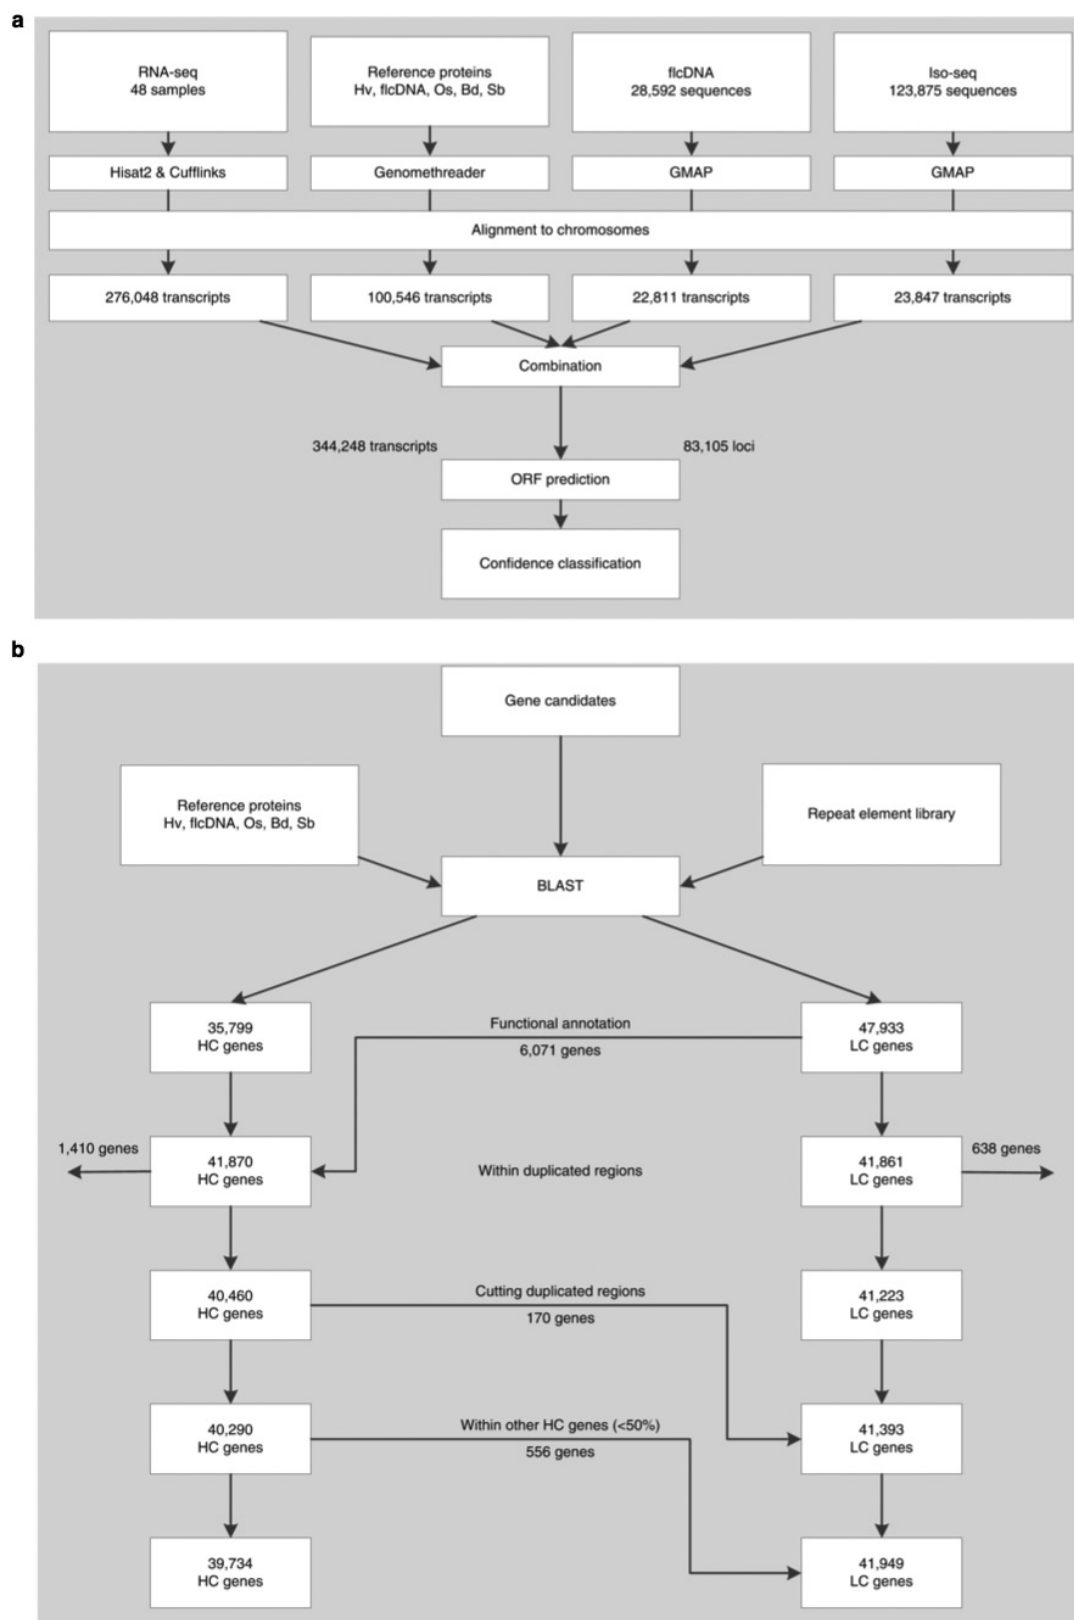 a
RNA-seq
48 samples
Reference proteins
Hv, flcDNA, Os, Bd, Sb
flcDNA
28,592 sequences
Iso-seq
123,875 sequences
Hisat2 & Cufflinks
Genomethreader
GMAP
GMAP
Alignment to chromosomes
276,048 transcripts
100,546 transcripts
22,811 transcripts
23,847 transcripts
Combination
344,248 transcripts
83,105 loci
ORF prediction
Confidence classification
b
Gene candidates
Reference proteins
Hv, flcDNA, Os, Bd, Sb
Repeat element library
BLAST
35,799
HC genes
Functional annotation
6,071 genes
47,933
LC genes
1,410 genes
41,870
HC genes
Within duplicated regions
41,861
LC genes
638 genes
40,460
HC genes
Cutting duplicated regions
170 genes
41,223
LC genes
40,290
HC genes
Within other HC genes (<50%)
556 genes
41,393
LC genes
39,734
HC genes
41,949
LC genes